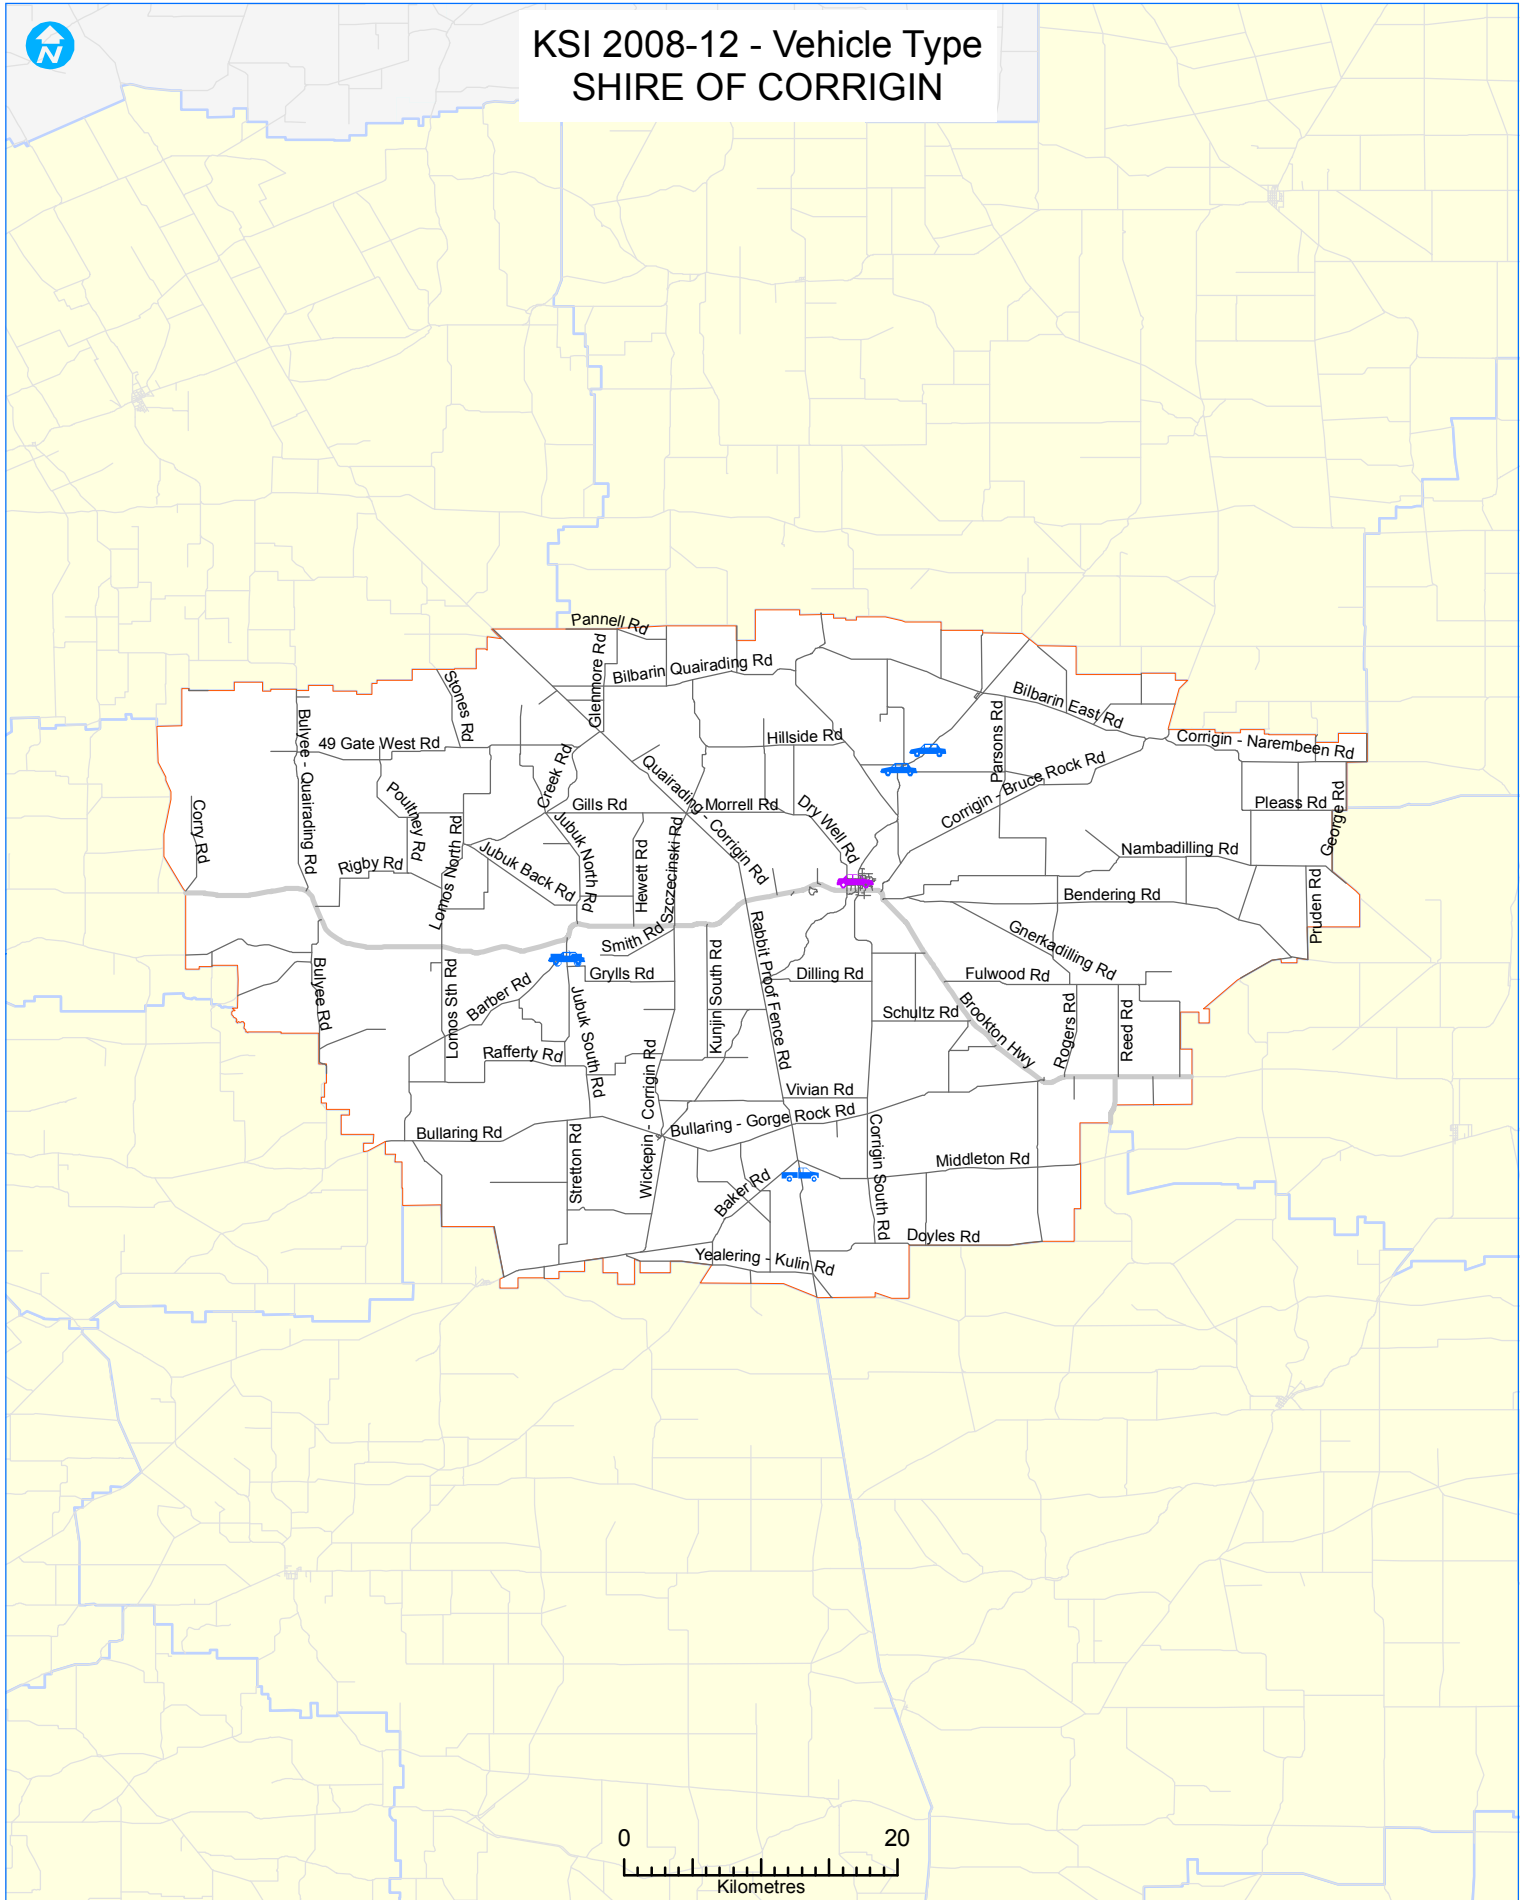 N
KSI 2008-12 - Vehicle Type
SHIRE OF CORRIGIN
Pannell Rd
Glenmore Rd
Bilbarin Quairading Rd
Stones Rd
Bilbarin East Rd
Bulyee - Quairading Rd
49 Gate West Rd
Hillside Rd
Parsons Rd
Corrigin - Narembeen Rd
Creek Rd
Quairading - Corrigin Rd
Corrigin - Bruce Rock Rd
Corry Rd
Poultney Rd
Gills Rd
Morrell Rd
Dry Well Rd
Pleass Rd
George Rd
Lomos North Rd
Jubuk North Rd
Rigby Rd
Jubuk Back Rd
Hewett Rd
Szczecinski Rd
Nambadilling Rd
Bendering Rd
Pruden Rd
Smith Rd
Rabbit Proof Fence Rd
Gnerkadilling Rd
Bulyee Rd
Lomos Sth Rd
Barber Rd
Grylls Rd
Kunjin South Rd
Dilling Rd
Fulwood Rd
Jubuk South Rd
Schultz Rd
Brookton Hwy
Rogers Rd
Reed Rd
Rafferty Rd
Wickepin - Corrigin Rd
Vivian Rd
Bullaring Rd
Bullaring - Gorge Rock Rd
Stretton Rd
Corrigin South Rd
Middleton Rd
Baker Rd
Doyles Rd
Yealering - Kulin Rd
0 20
Kilometres